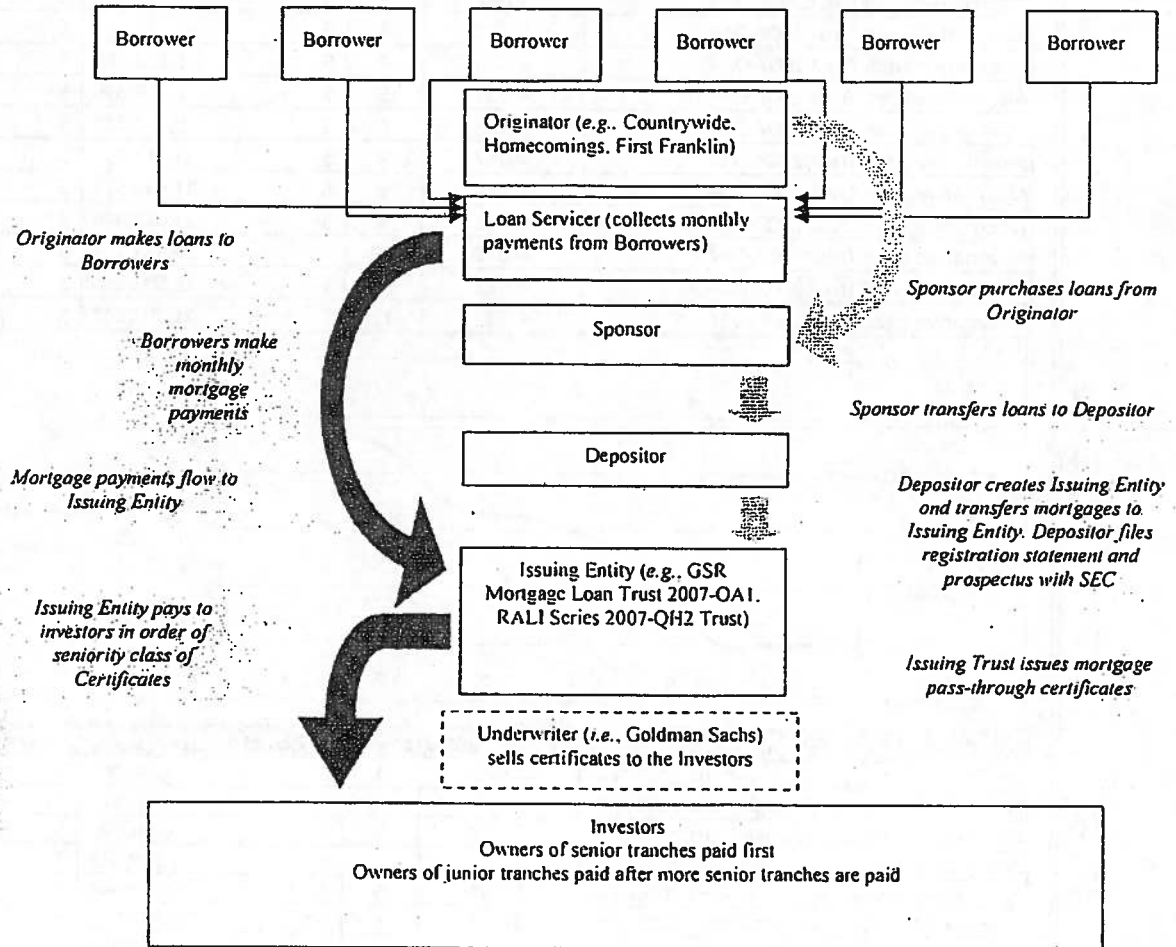 Borrower
Borrower
Borrower
Borrower
Borrower
Borrower
Originator (e.g., Countrywide,
Homecomings, First Franklin)
Loan Servicer (collects monthly
payments from Borrowers)
Originator makes loans to
Borrowers
Sponsor purchases loans from
Originator
Sponsor
Borrowers make
monthly
mortgage
payments
Sponsor transfers loans to Depositor
Depositor
Mortgage payments flow to
Issuing Entity
Depositor creates Issuing Entity
and transfers mortgages to
Issuing Entity. Depositor files
registration statement and
prospectus with SEC
Issuing Entity (e.g., GSR
Mortgage Loan Trust 2007-OA1,
RALI Series 2007-QH2 Trust)
Issuing Entity pays to
investors in order of
seniority class of
Certificates
Issuing Trust issues mortgage
pass-through certificates
Underwriter (i.e., Goldman Sachs)
sells certificates to the Investors
Investors
Owners of senior tranches paid first
Owners of junior tranches paid after more senior tranches are paid